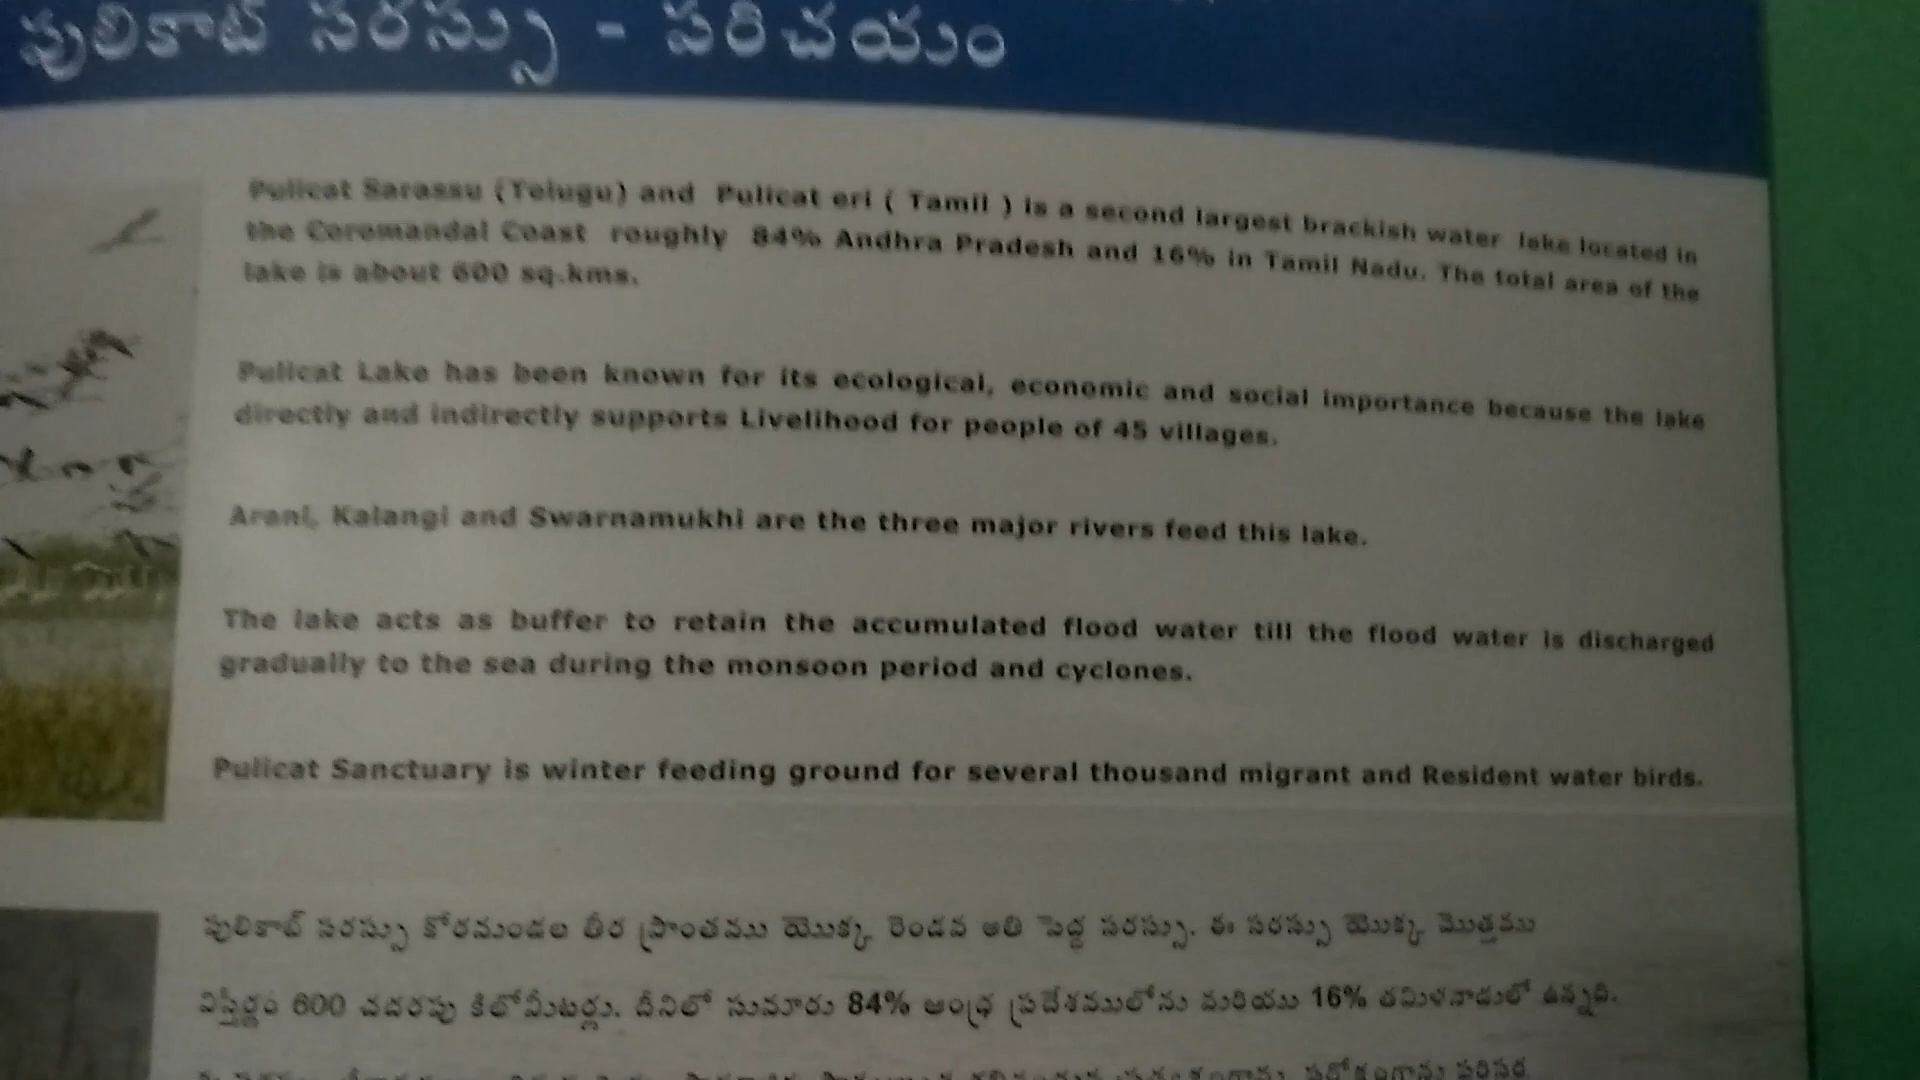 పులికాట్ సరస్సు - పరిచయం
Pulicat Sarassu (Telugu) and Pulicat eri ( Tamil ) is a second largest brackish water lake located in
the Coromandal Coast roughly 84% Andhra Pradesh and 16% in Tamil Nadu. The total area of the
lake is about 600 sq.kms.
Pulicat Lake has been known for its ecological, economic and social importance because the lake
directly and indirectly supports Livelihood for people of 45 villages.
Arani, Kalangi and Swarnamukhi are the three major rivers feed this lake.
The lake acts as buffer to retain the accumulated flood water till the flood water is discharged
gradually to the sea during the monsoon period and cyclones.
Pulicat Sanctuary is winter feeding ground for several thousand migrant and Resident water birds.
పులికాట్ సరస్సు కోరమండల తీర ప్రాంతము యొక్క రెండవ అతి పెద్ద సరస్సు. ఈ సరస్సు యొక్క మొత్తము
విస్తీర్ణం 600 చదరపు కిలోమీటర్లు. దీనిలో సుమారు 84% ఆంధ్ర ప్రదేశములోను మరియు 16% తమిళనాడులో ఉన్నది.